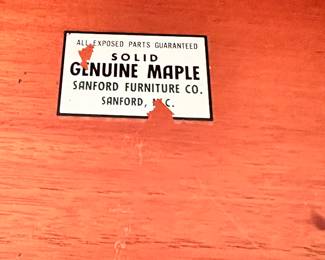 ALL EXPOSED PARTS GUARANTEED
SOLID
GENUINE MAPLE
SANFORD FURNITURE CO.
SANFORD, N.C.